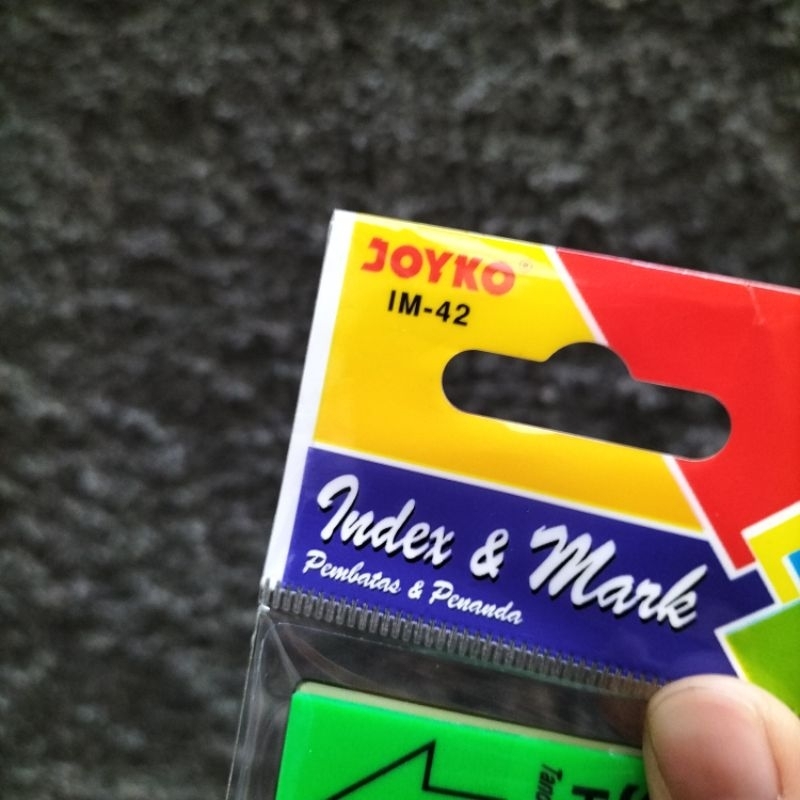 JOYKO®
IM-42
Index & Mark
Pembatas & Penanda